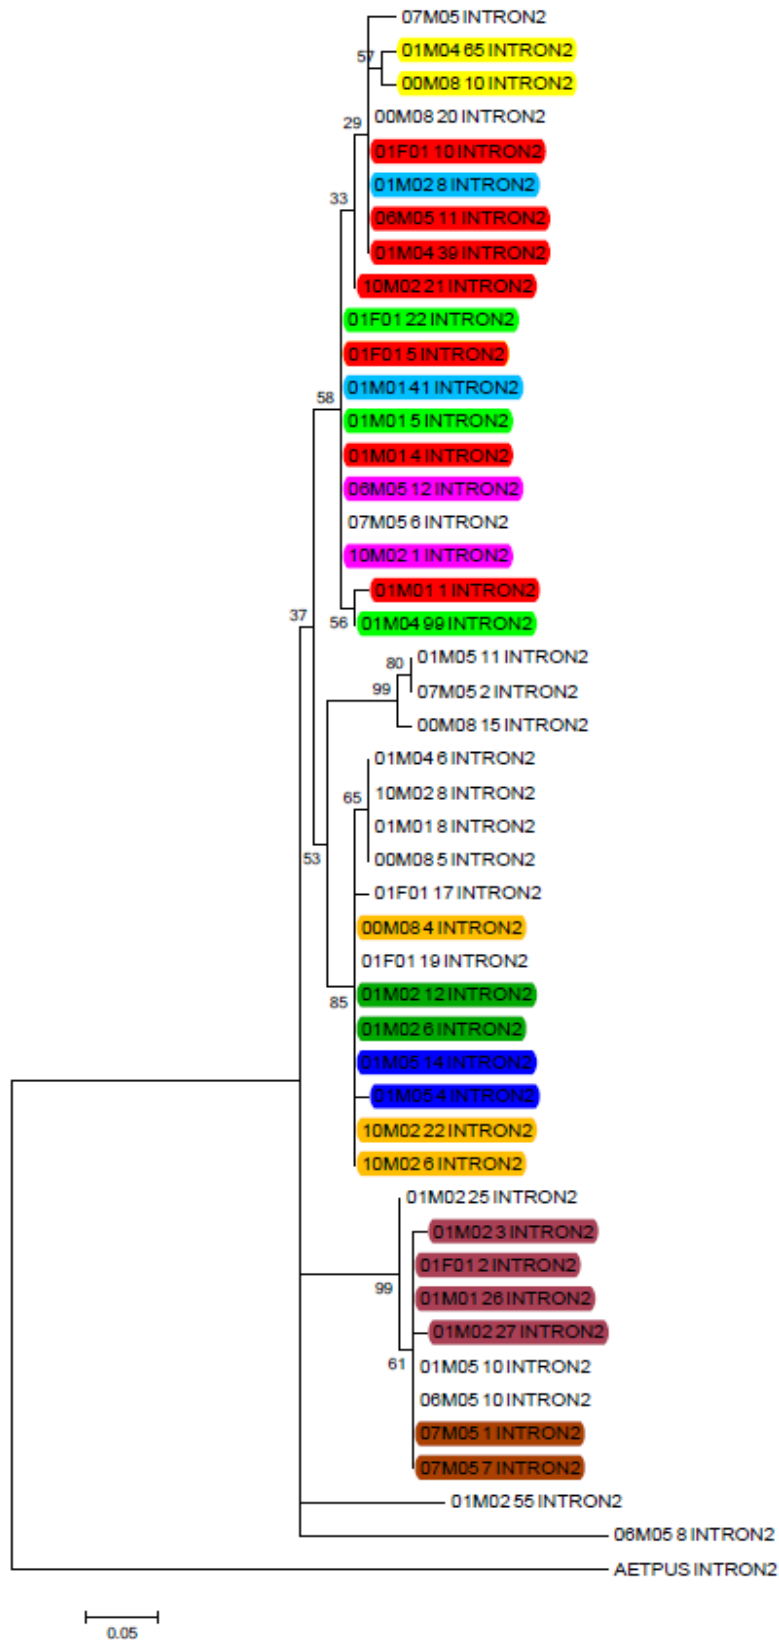 07M05 INTRON2
57
01M04 65 INTRON2
00M08 10 INTRON2
00M08 20 INTRON2
29
01F01 10 INTRON2
01M02 8 INTRON2
33
06M05 11 INTRON2
01M04 39 INTRON2
10M02 21 INTRON2
01F01 22 INTRON2
01F01 5 INTRON2
01M01 41 INTRON2
58
01M01 5 INTRON2
01M01 4 INTRON2
06M05 12 INTRON2
07M05 6 INTRON2
10M02 1 INTRON2
01M01 1 INTRON2
37
56
01M04 99 INTRON2
01M05 11 INTRON2
80
99
07M05 2 INTRON2
00M08 15 INTRON2
01M04 6 INTRON2
65
10M02 8 INTRON2
01M01 8 INTRON2
53
00M08 5 INTRON2
01F01 17 INTRON2
00M08 4 INTRON2
01F01 19 INTRON2
85
01M02 12 INTRON2
01M02 6 INTRON2
01M05 14 INTRON2
01M05 4 INTRON2
10M02 22 INTRON2
10M02 6 INTRON2
01M02 25 INTRON2
01M02 3 INTRON2
01F01 2 INTRON2
99
01M01 26 INTRON2
01M02 27 INTRON2
61
01M05 10 INTRON2
06M05 10 INTRON2
07M05 1 INTRON2
07M05 7 INTRON2
01M02 55 INTRON2
06M05 8 INTRON2
AETPUS INTRON2
0.05